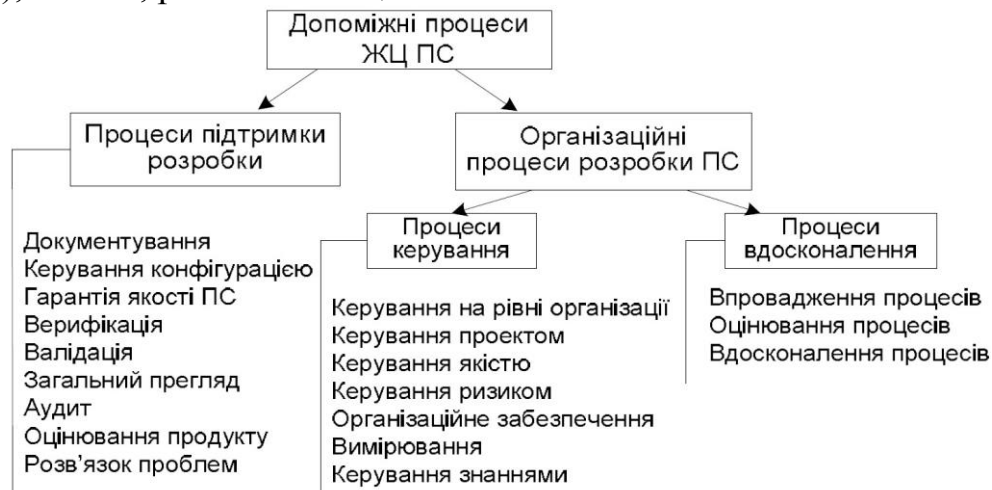 Допоміжні процеси
ЖЦ ПС
Процеси підтримки
розробки
Організаційні
процеси розробки ПС
Документування
Керування конфігурацією
Гарантія якості ПС
Верифікація
Валідація
Загальний прегляд
Аудит
Оцінювання продукту
Розв’язок проблем
Процеси
керування
Керування на рівні організації
Керування проектом
Керування якістю
Керування ризиком
Організаційне забезпечення
Вимірювання
Керування знаннями
Процеси
вдосконалення
Впровадження процесів
Оцінювання процесів
Вдосконалення процесів